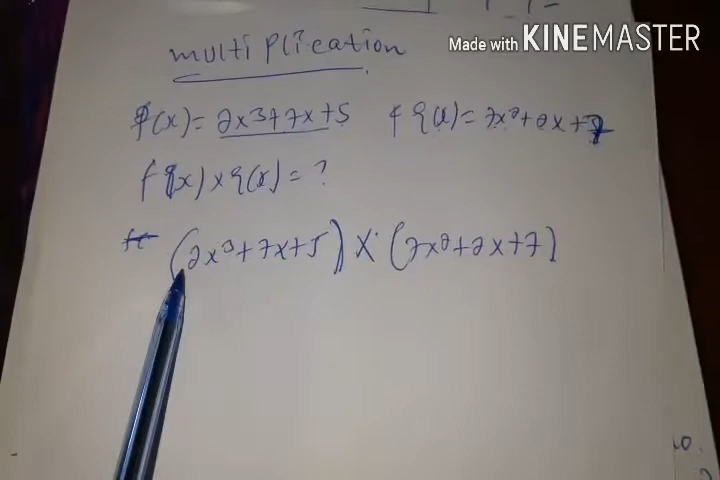 multiplication
Made with KINEMASTER
f(x) = 2x³+7x+5 & q(x) = 7x²+2x+7
f(x) x q(x) = ?
(2x³+7x+5) X (7x²+2x+7)